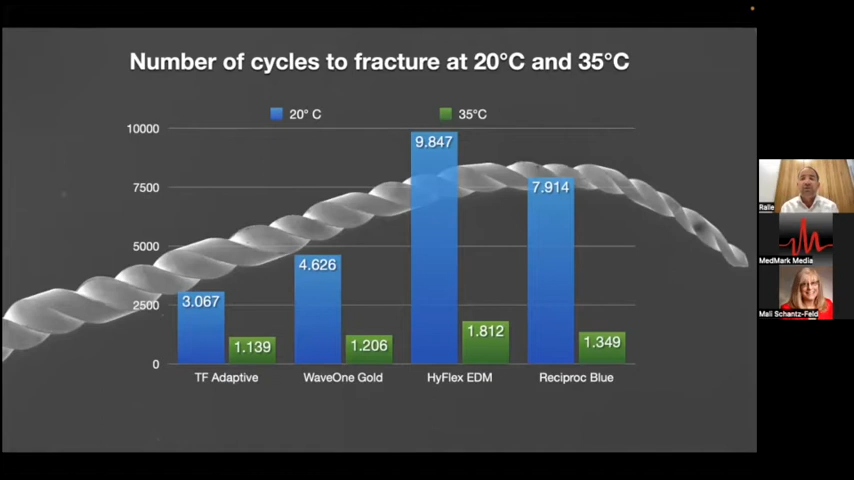 Number of cycles to fracture at 20°C and 35°C
20° C
35°C
10000
7500
5000
2500
0
9.847
7.914
4.626
3.067
1.139
1.206
1.812
1.349
TF Adaptive
WaveOne Gold
HyFlex EDM
Reciproc Blue
MedMark Media
Mali Schantz-Feld